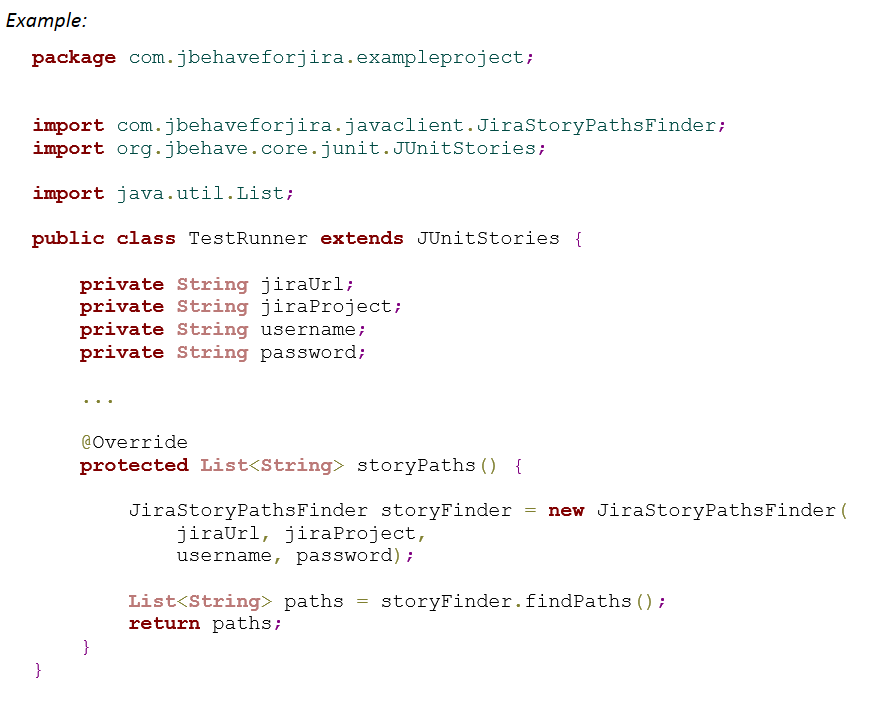 Example:
package com.jbehaveforjira.exampleproject;
import com.jbehaveforjira.javaclient.JiraStoryPathsFinder;
import org.jbehave.core.junit.JUnitStories;
import java.util.List;
public class TestRunner extends JUnitStories {
private String jiraUrl;
private String jiraProject;
private String username;
private String password;
...
@Override
protected List<String> storyPaths() {
JiraStoryPathsFinder storyFinder = new JiraStoryPathsFinder(
jiraUrl, jiraProject,
username, password);
List<String> paths = storyFinder.findPaths();
return paths;
}
}